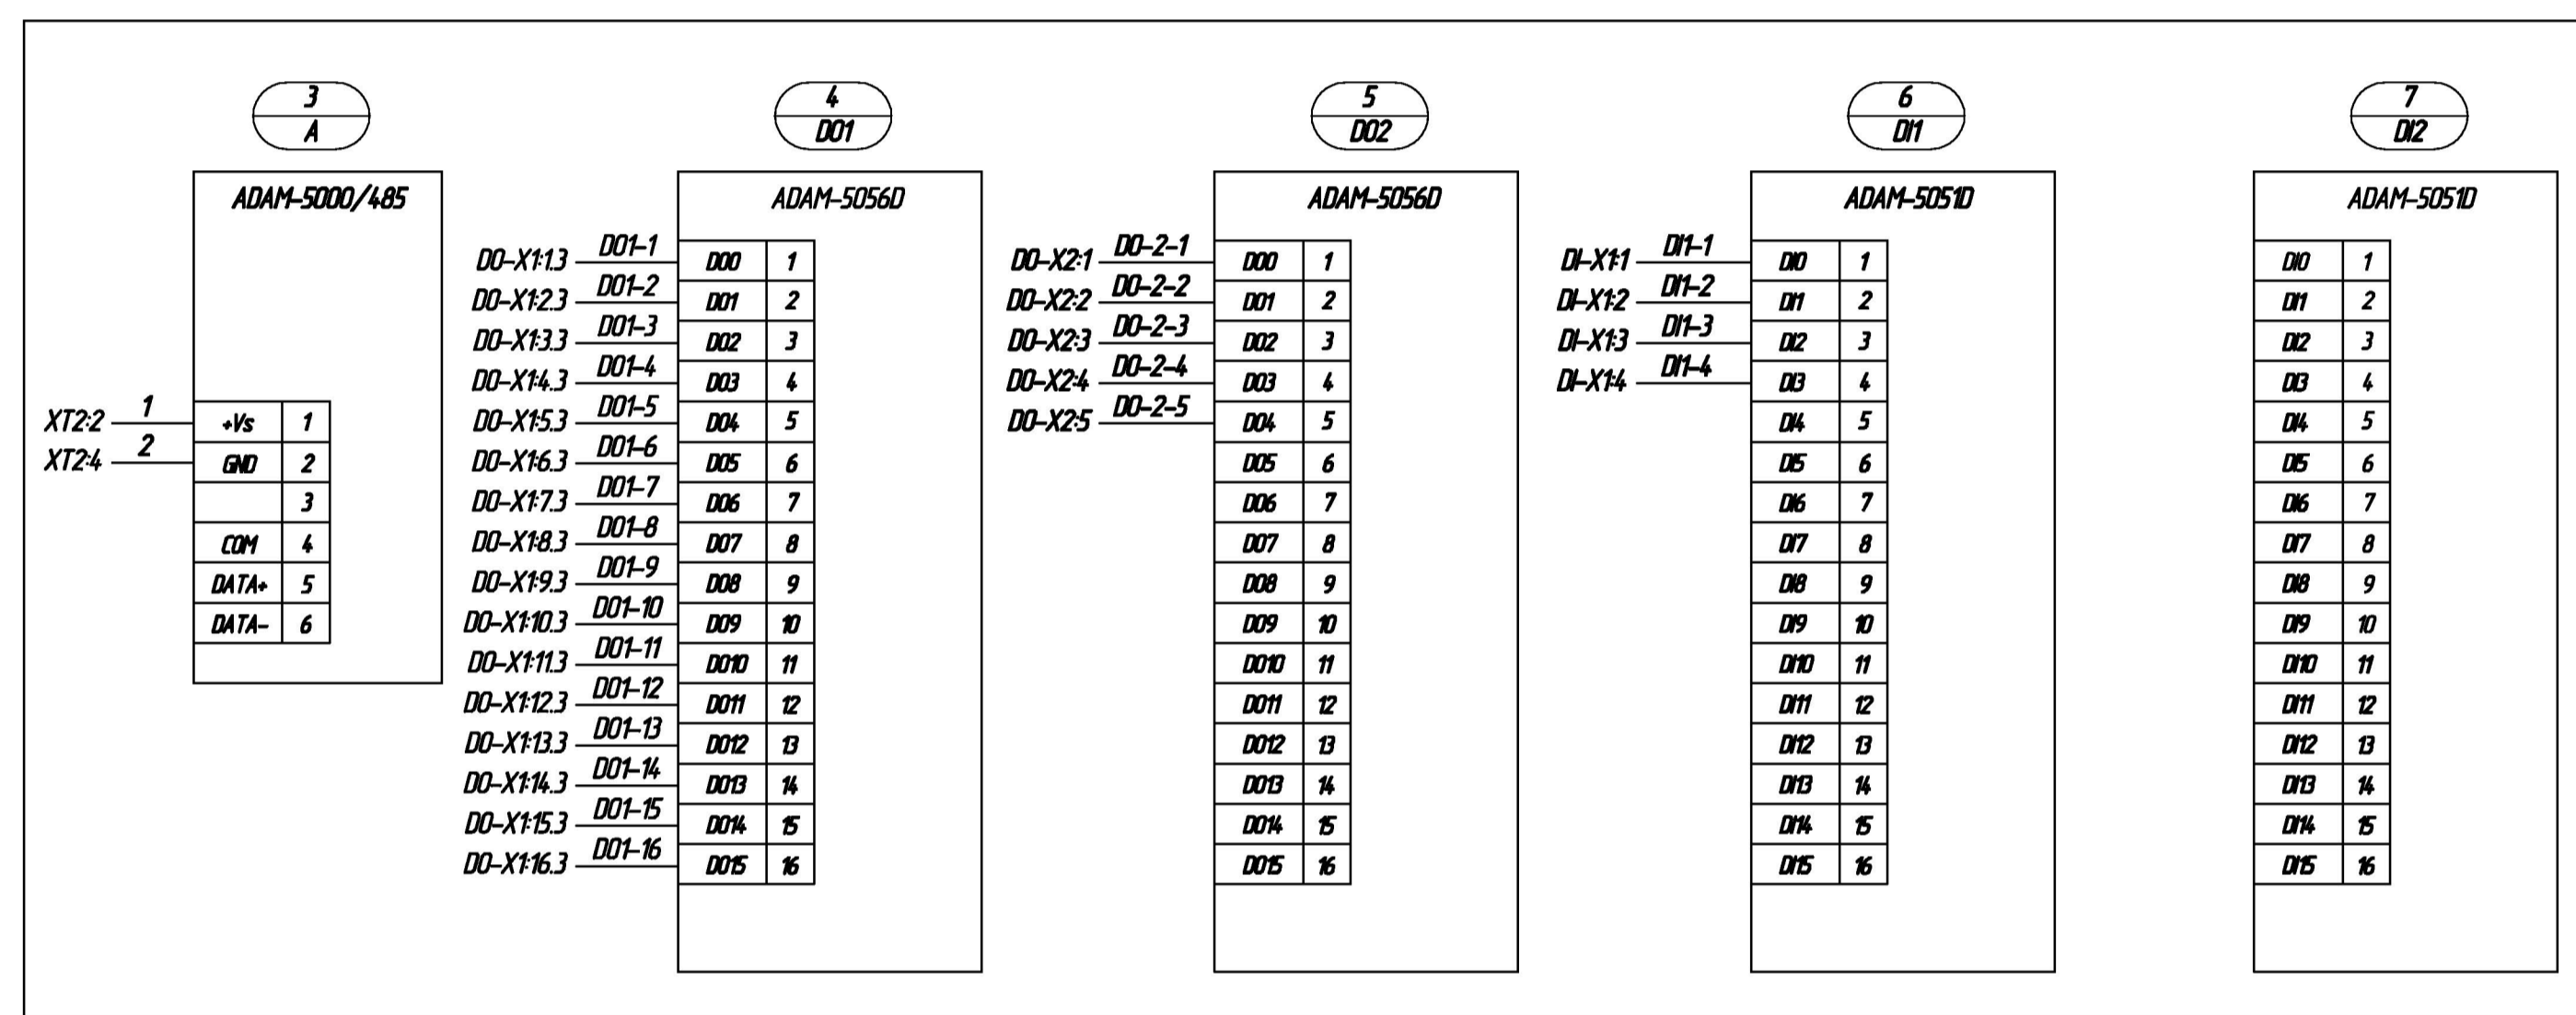 3
A
ADAM-5000/485
XT2:2 1 +Vs 1
XT2:4 2 GND 2
3
COM 4
DATA+ 5
DATA- 6
4
DO1
ADAM-5056D
DO-X1:1.3 DO1-1 DO0 1
DO-X1:2.3 DO1-2 DO1 2
DO-X1:3.3 DO1-3 DO2 3
DO-X1:4.3 DO1-4 DO3 4
DO-X1:5.3 DO1-5 DO4 5
DO-X1:6.3 DO1-6 DO5 6
DO-X1:7.3 DO1-7 DO6 7
DO-X1:8.3 DO1-8 DO7 8
DO-X1:9.3 DO1-9 DO8 9
DO-X1:10.3 DO1-10 DO9 10
DO-X1:11.3 DO1-11 DO10 11
DO-X1:12.3 DO1-12 DO11 12
DO-X1:13.3 DO1-13 DO12 13
DO-X1:14.3 DO1-14 DO13 14
DO-X1:15.3 DO1-15 DO14 15
DO-X1:16.3 DO1-16 DO15 16
5
DO2
ADAM-5056D
DO-X2:1 DO-2-1 DO0 1
DO-X2:2 DO-2-2 DO1 2
DO-X2:3 DO-2-3 DO2 3
DO-X2:4 DO-2-4 DO3 4
DO-X2:5 DO-2-5 DO4 5
DO5 6
DO6 7
DO7 8
DO8 9
DO9 10
DO10 11
DO11 12
DO12 13
DO13 14
DO14 15
DO15 16
6
DI1
ADAM-5051D
DI-X1:1 DI1-1 DI0 1
DI-X1:2 DI1-2 DI1 2
DI-X1:3 DI1-3 DI2 3
DI-X1:4 DI1-4 DI3 4
DI4 5
DI5 6
DI6 7
DI7 8
DI8 9
DI9 10
DI10 11
DI11 12
DI12 13
DI13 14
DI14 15
DI15 16
7
DI2
ADAM-5051D
DI0 1
DI1 2
DI2 3
DI3 4
DI4 5
DI5 6
DI6 7
DI7 8
DI8 9
DI9 10
DI10 11
DI11 12
DI12 13
DI13 14
DI14 15
DI15 16